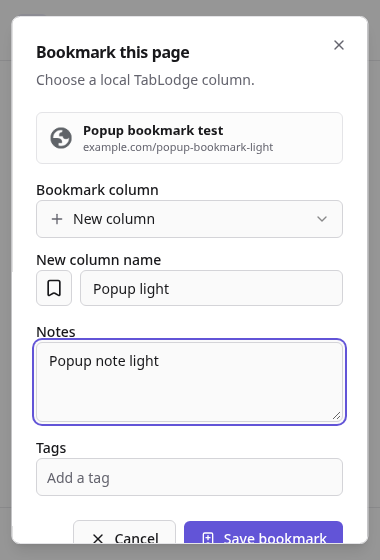 Bookmark this page
Choose a local TabLodge column.
Popup bookmark test
example.com/popup-bookmark-light
Bookmark column
New column
New column name
Popup light
Notes
Popup note light
Tags
Add a tag
Cancel
Save bookmark